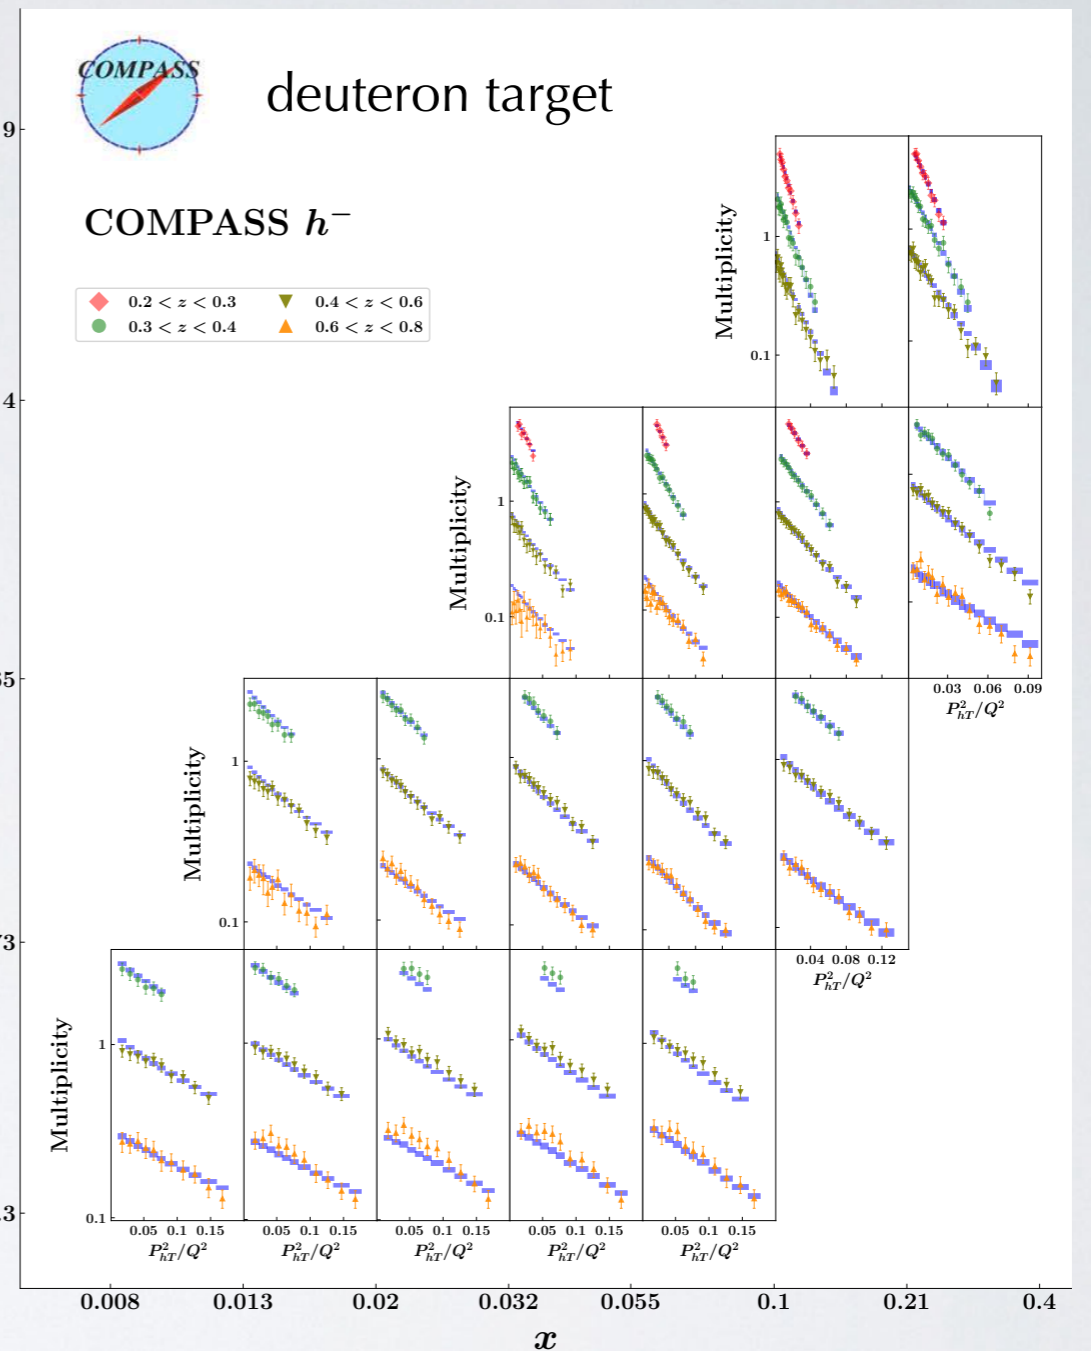 COMPASS
deuteron target
9
COMPASS h−
0.2 < z < 0.3
0.4 < z < 0.6
0.3 < z < 0.4
0.6 < z < 0.8
Multiplicity
1
0.1
4
Multiplicity
1
0.1
0.03 0.06 0.09
P²hT/Q²
Multiplicity
1
0.1
0.04 0.08 0.12
P²hT/Q²
Multiplicity
1
0.1
0.05 0.1 0.15
0.05 0.1 0.15
0.05 0.1 0.15
0.05 0.1 0.15
0.05 0.1 0.15
P²hT/Q²
P²hT/Q²
P²hT/Q²
P²hT/Q²
P²hT/Q²
0.008 0.013 0.02 0.032 0.055 0.1 0.21 0.4
x